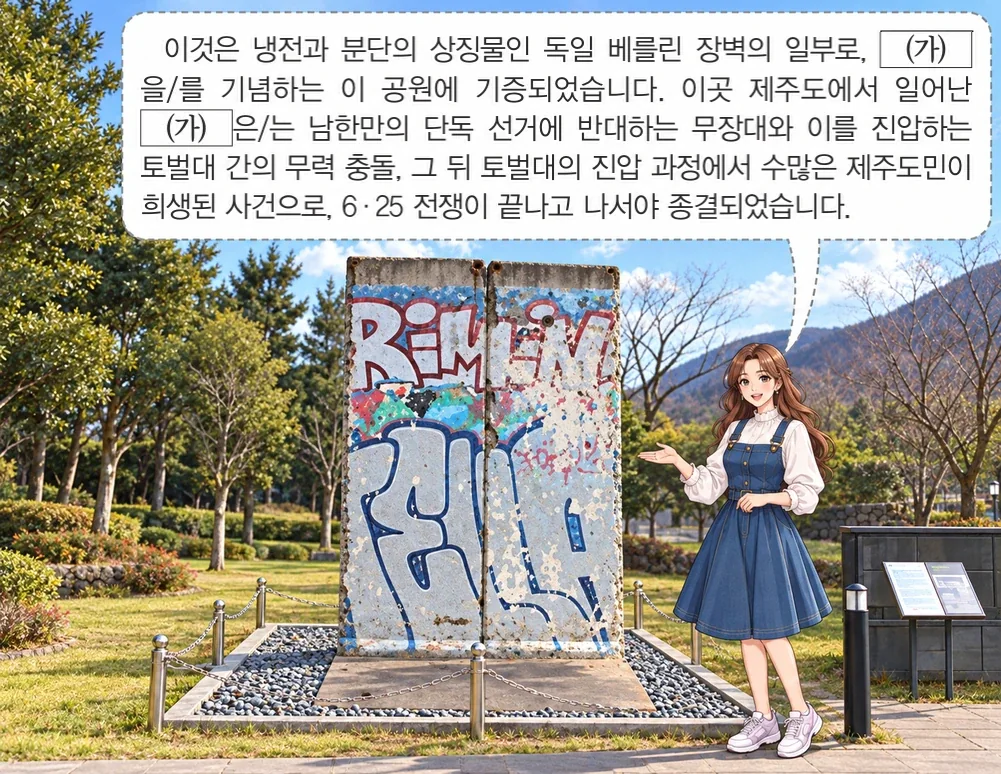 이것은 냉전과 분단의 상징물인 독일 베를린 장벽의 일부로, (가)
을/를 기념하는 이 공원에 기증되었습니다. 이곳 제주도에서 일어난
(가) 은/는 남한만의 단독 선거에 반대하는 무장대와 이를 진압하는
토벌대 간의 무력 충돌, 그 뒤 토벌대의 진압 과정에서 수많은 제주도민이
희생된 사건으로, 6·25 전쟁이 끝나고 나서야 종결되었습니다.